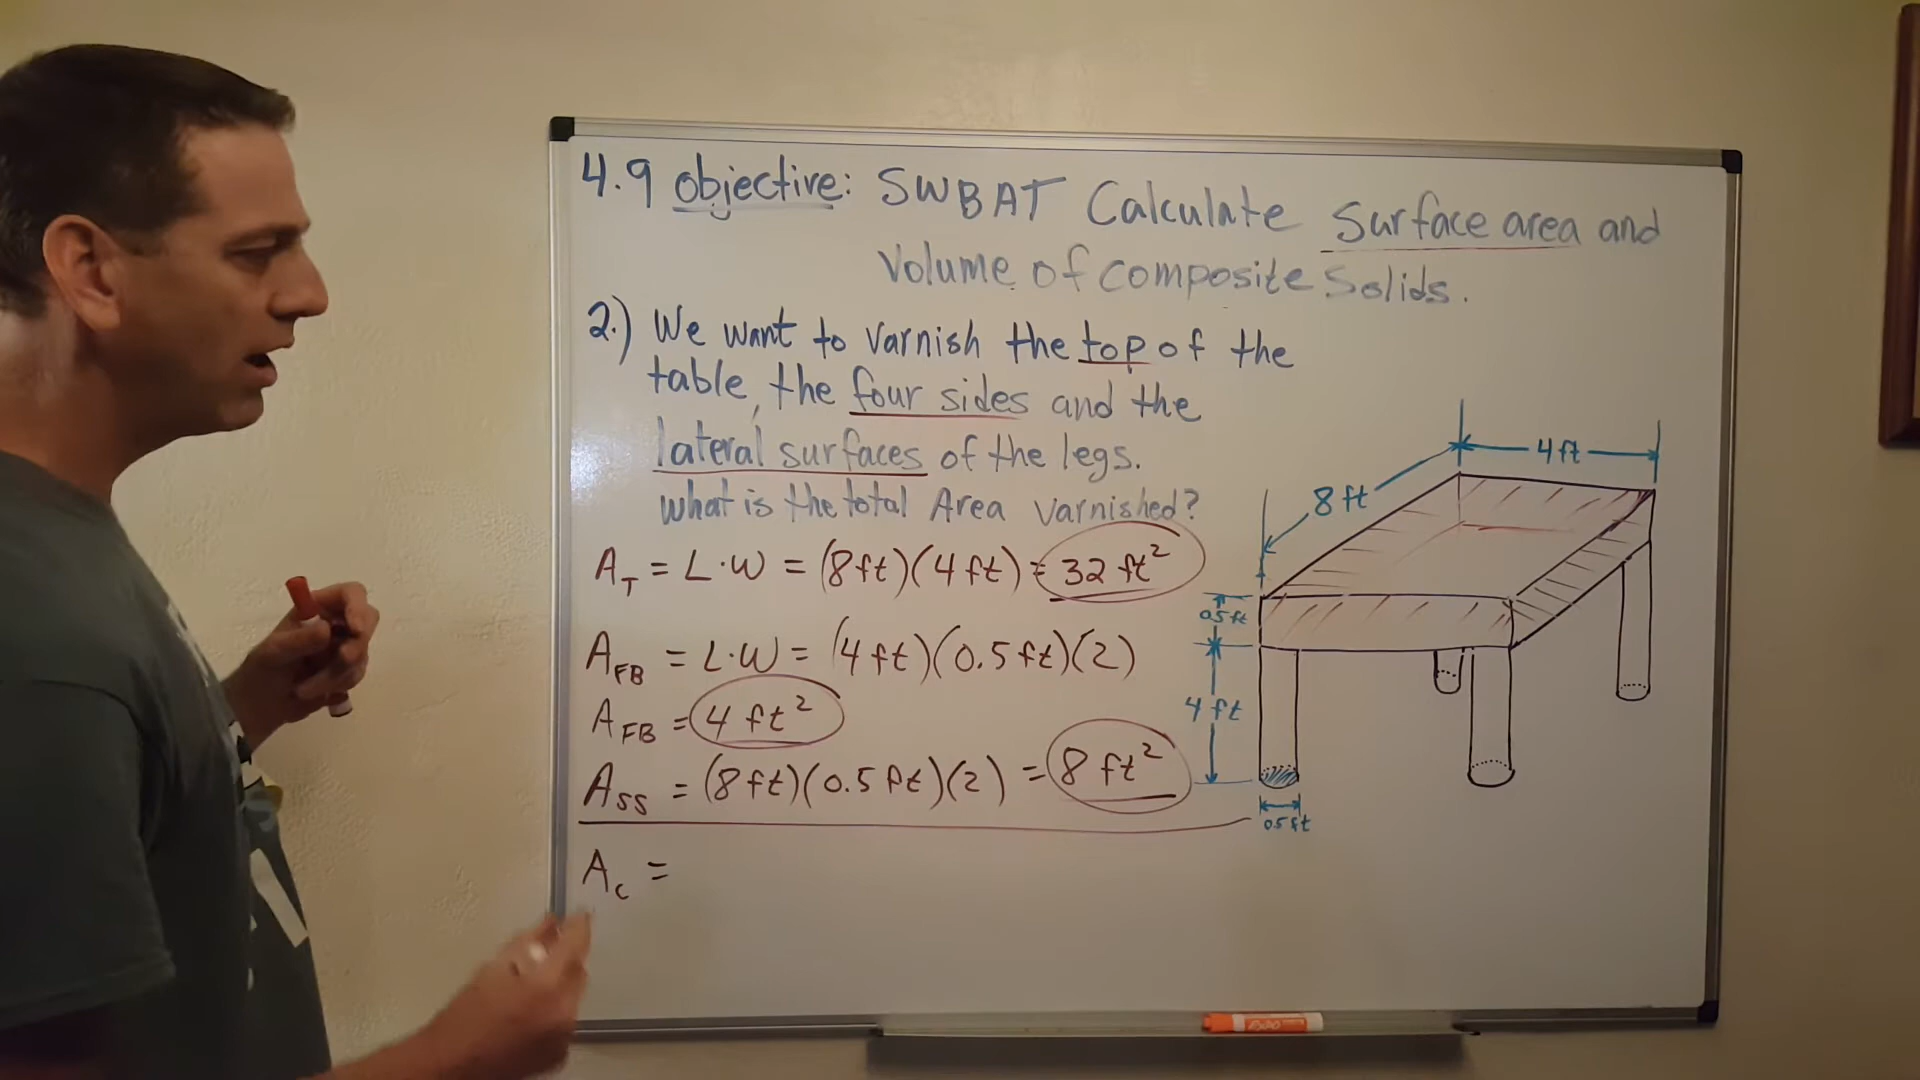 4.9 objective: SWBAT Calculate Surface area and
Volume of Composite Solids.
2.) We want to varnish the top of the
table, the four sides and the
lateral surfaces of the legs.
What is the total Area varnished?
A_T = L·W = (8ft)(4ft) = 32 ft²
A_FB = L·W = (4ft)(0.5ft)(2)
A_FB = 4 ft²
A_SS = (8ft)(0.5ft)(2) = 8 ft²
A_C =
4 ft
8 ft
0.5 ft
4 ft
0.5 ft
EXPO